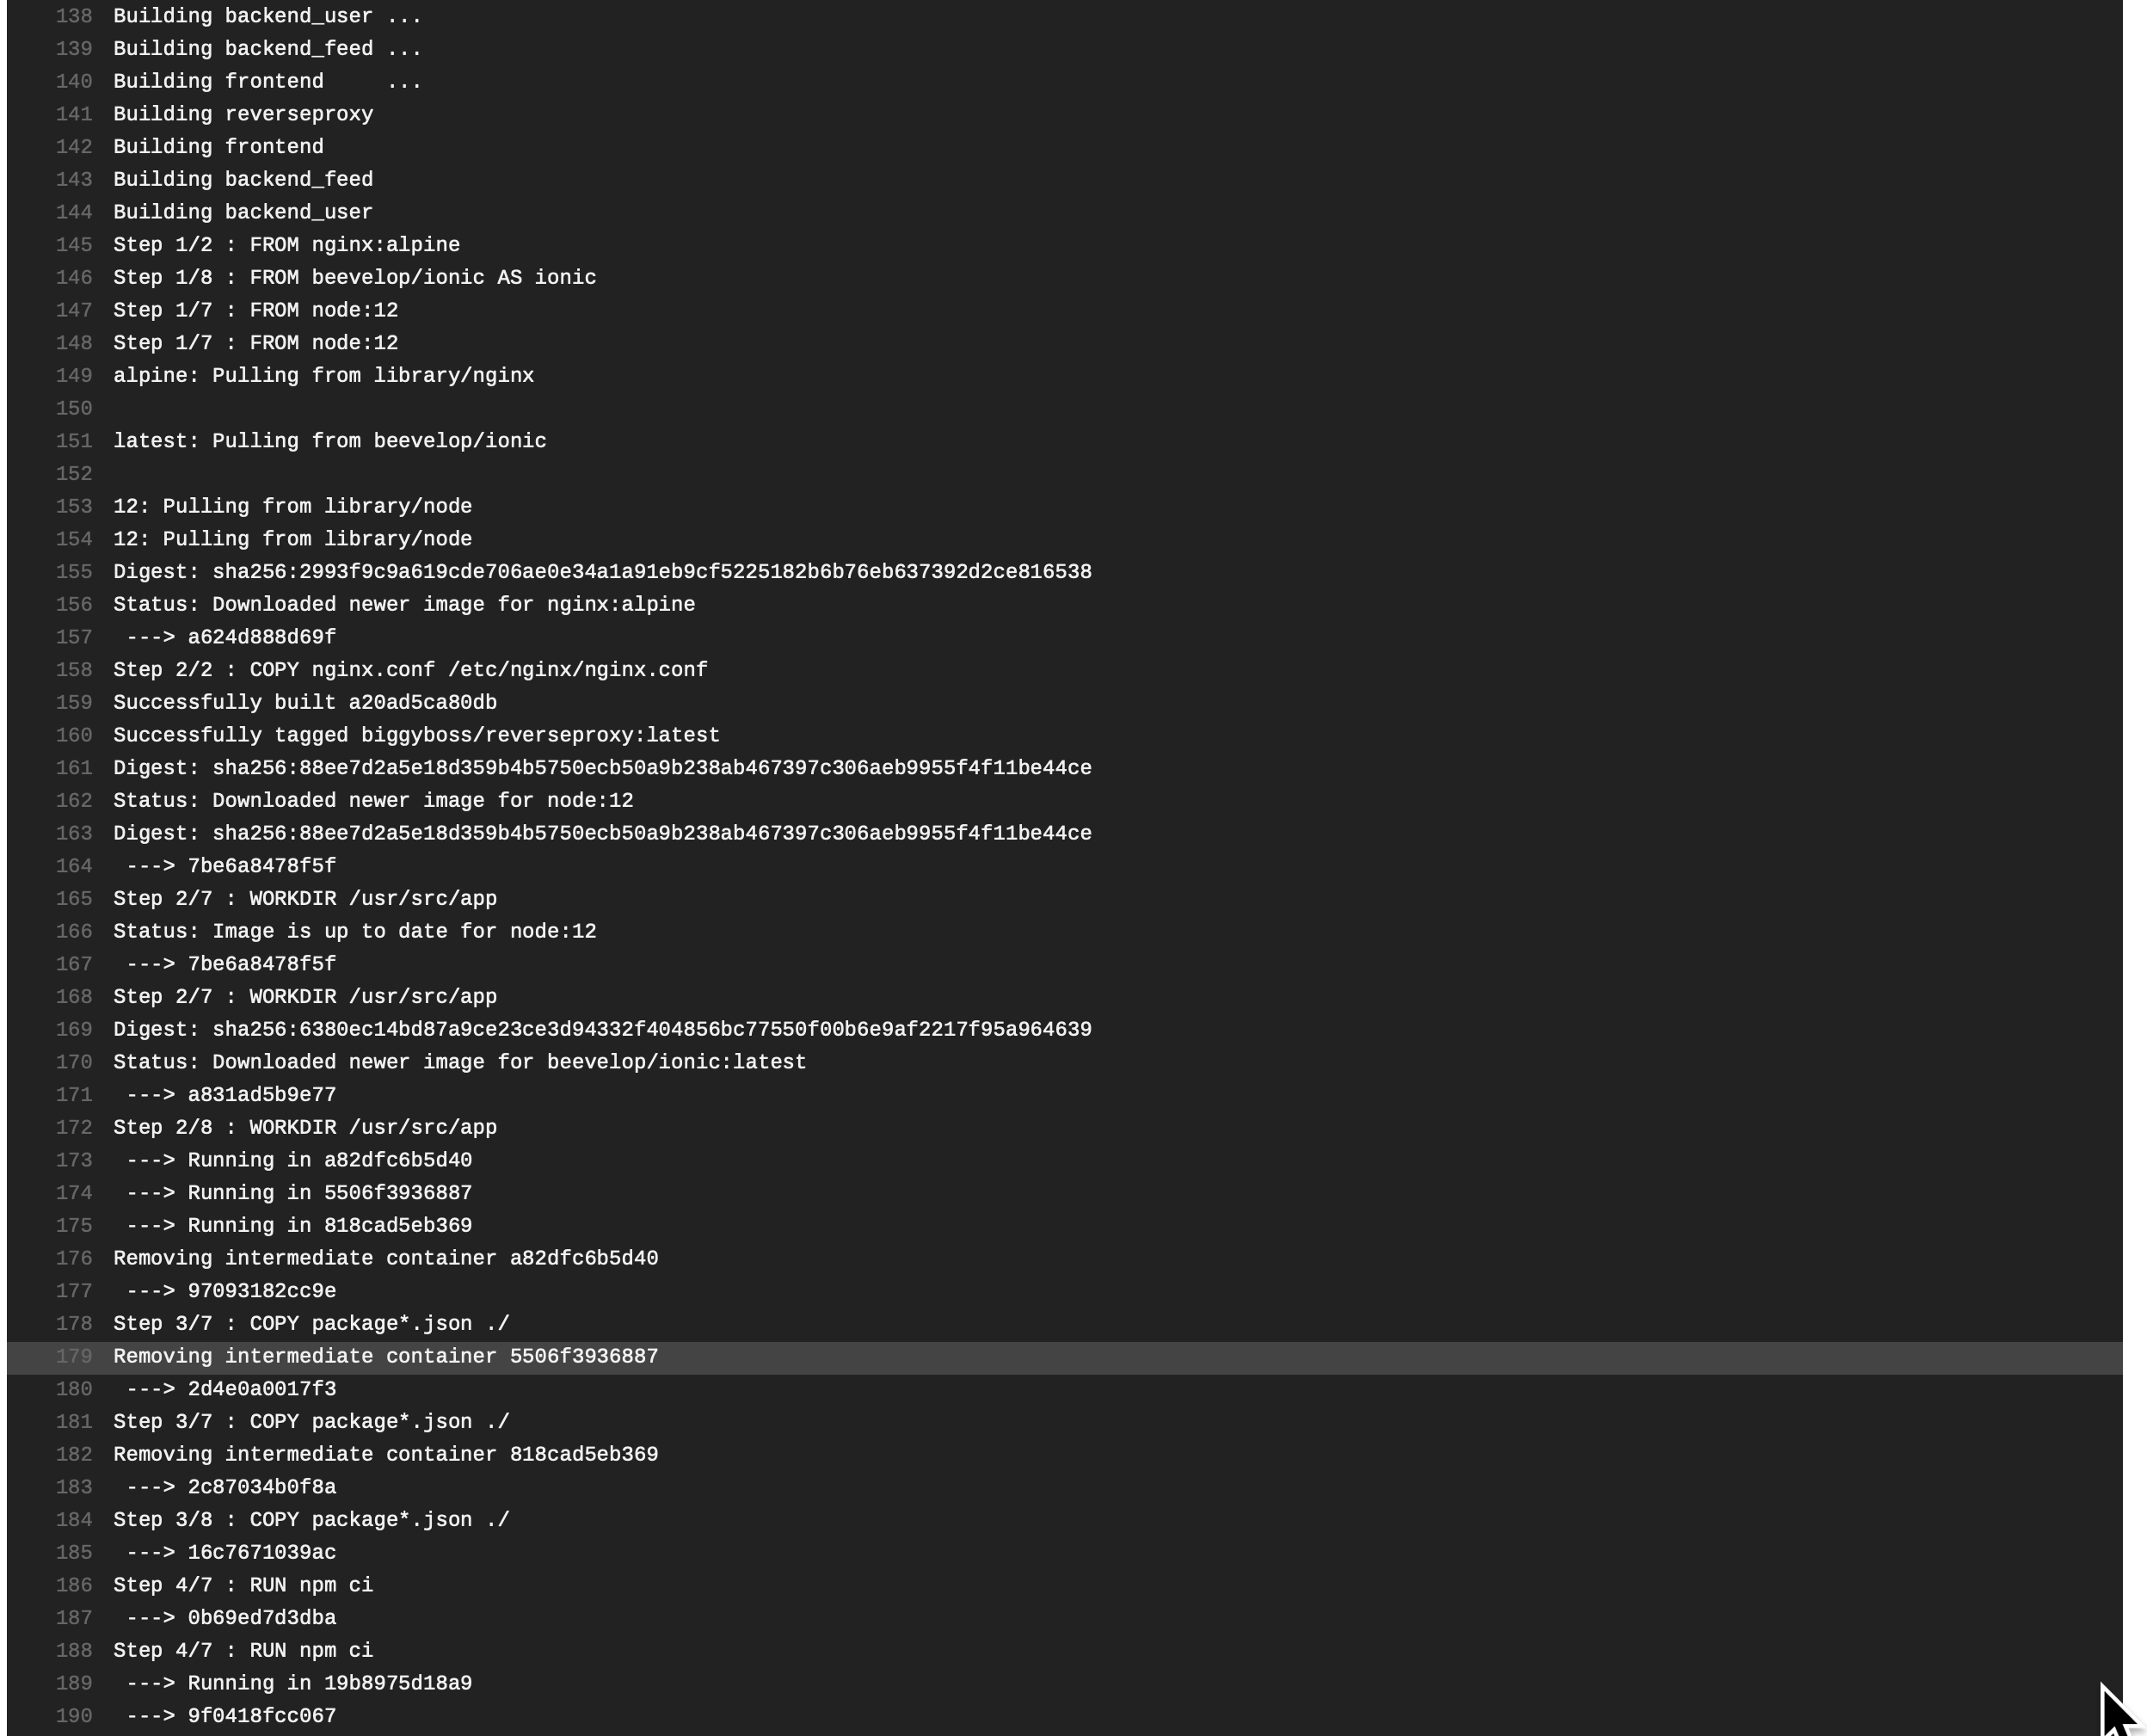 138 Building backend_user ...
139 Building backend_feed ...
140 Building frontend     ...
141 Building reverseproxy
142 Building frontend
143 Building backend_feed
144 Building backend_user
145 Step 1/2 : FROM nginx:alpine
146 Step 1/8 : FROM beevelop/ionic AS ionic
147 Step 1/7 : FROM node:12
148 Step 1/7 : FROM node:12
149 alpine: Pulling from library/nginx
150
151 latest: Pulling from beevelop/ionic
152
153 12: Pulling from library/node
154 12: Pulling from library/node
155 Digest: sha256:2993f9c9a619cde706ae0e34a1a91eb9cf5225182b6b76eb637392d2ce816538
156 Status: Downloaded newer image for nginx:alpine
157  ---> a624d888d69f
158 Step 2/2 : COPY nginx.conf /etc/nginx/nginx.conf
159 Successfully built a20ad5ca80db
160 Successfully tagged biggyboss/reverseproxy:latest
161 Digest: sha256:88ee7d2a5e18d359b4b5750ecb50a9b238ab467397c306aeb9955f4f11be44ce
162 Status: Downloaded newer image for node:12
163 Digest: sha256:88ee7d2a5e18d359b4b5750ecb50a9b238ab467397c306aeb9955f4f11be44ce
164  ---> 7be6a8478f5f
165 Step 2/7 : WORKDIR /usr/src/app
166 Status: Image is up to date for node:12
167  ---> 7be6a8478f5f
168 Step 2/7 : WORKDIR /usr/src/app
169 Digest: sha256:6380ec14bd87a9ce23ce3d94332f404856bc77550f00b6e9af2217f95a964639
170 Status: Downloaded newer image for beevelop/ionic:latest
171  ---> a831ad5b9e77
172 Step 2/8 : WORKDIR /usr/src/app
173  ---> Running in a82dfc6b5d40
174  ---> Running in 5506f3936887
175  ---> Running in 818cad5eb369
176 Removing intermediate container a82dfc6b5d40
177  ---> 97093182cc9e
178 Step 3/7 : COPY package*.json ./
179 Removing intermediate container 5506f3936887
180  ---> 2d4e0a0017f3
181 Step 3/7 : COPY package*.json ./
182 Removing intermediate container 818cad5eb369
183  ---> 2c87034b0f8a
184 Step 3/8 : COPY package*.json ./
185  ---> 16c7671039ac
186 Step 4/7 : RUN npm ci
187  ---> 0b69ed7d3dba
188 Step 4/7 : RUN npm ci
189  ---> Running in 19b8975d18a9
190  ---> 9f0418fcc067